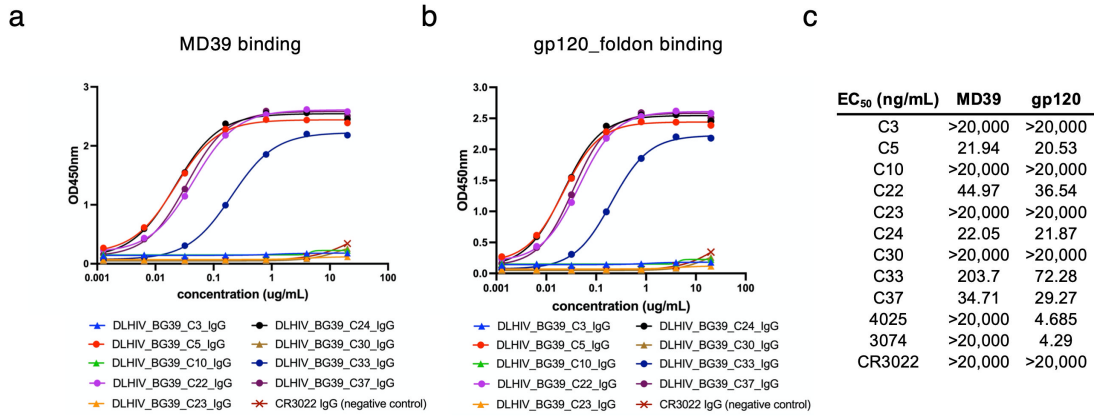 a
MD39 binding
3
2
1
0
OD450nm
0.001
0.01
0.1
1
10
100
concentration (ug/mL)
DLHIV_BG39_C3_IgG
DLHIV_BG39_C24_IgG
DLHIV_BG39_C5_IgG
DLHIV_BG39_C30_IgG
DLHIV_BG39_C10_IgG
DLHIV_BG39_C33_IgG
DLHIV_BG39_C22_IgG
DLHIV_BG39_C37_IgG
DLHIV_BG39_C23_IgG
CR3022 IgG (negative control)
b
gp120_foldon binding
3.0
2.5
2.0
1.5
1.0
0.5
0.0
OD450nm
0.001
0.01
0.1
1
10
100
concentration (ug/mL)
DLHIV_BG39_C3_IgG
DLHIV_BG39_C24_IgG
DLHIV_BG39_C5_IgG
DLHIV_BG39_C30_IgG
DLHIV_BG39_C10_IgG
DLHIV_BG39_C33_IgG
DLHIV_BG39_C22_IgG
DLHIV_BG39_C37_IgG
DLHIV_BG39_C23_IgG
CR3022 IgG (negative control)
c
EC50 (ng/mL) MD39 gp120
C3 >20,000 >20,000
C5 21.94 20.53
C10 >20,000 >20,000
C22 44.97 36.54
C23 >20,000 >20,000
C24 22.05 21.87
C30 >20,000 >20,000
C33 203.7 72.28
C37 34.71 29.27
4025 >20,000 4.685
3074 >20,000 4.29
CR3022 >20,000 >20,000